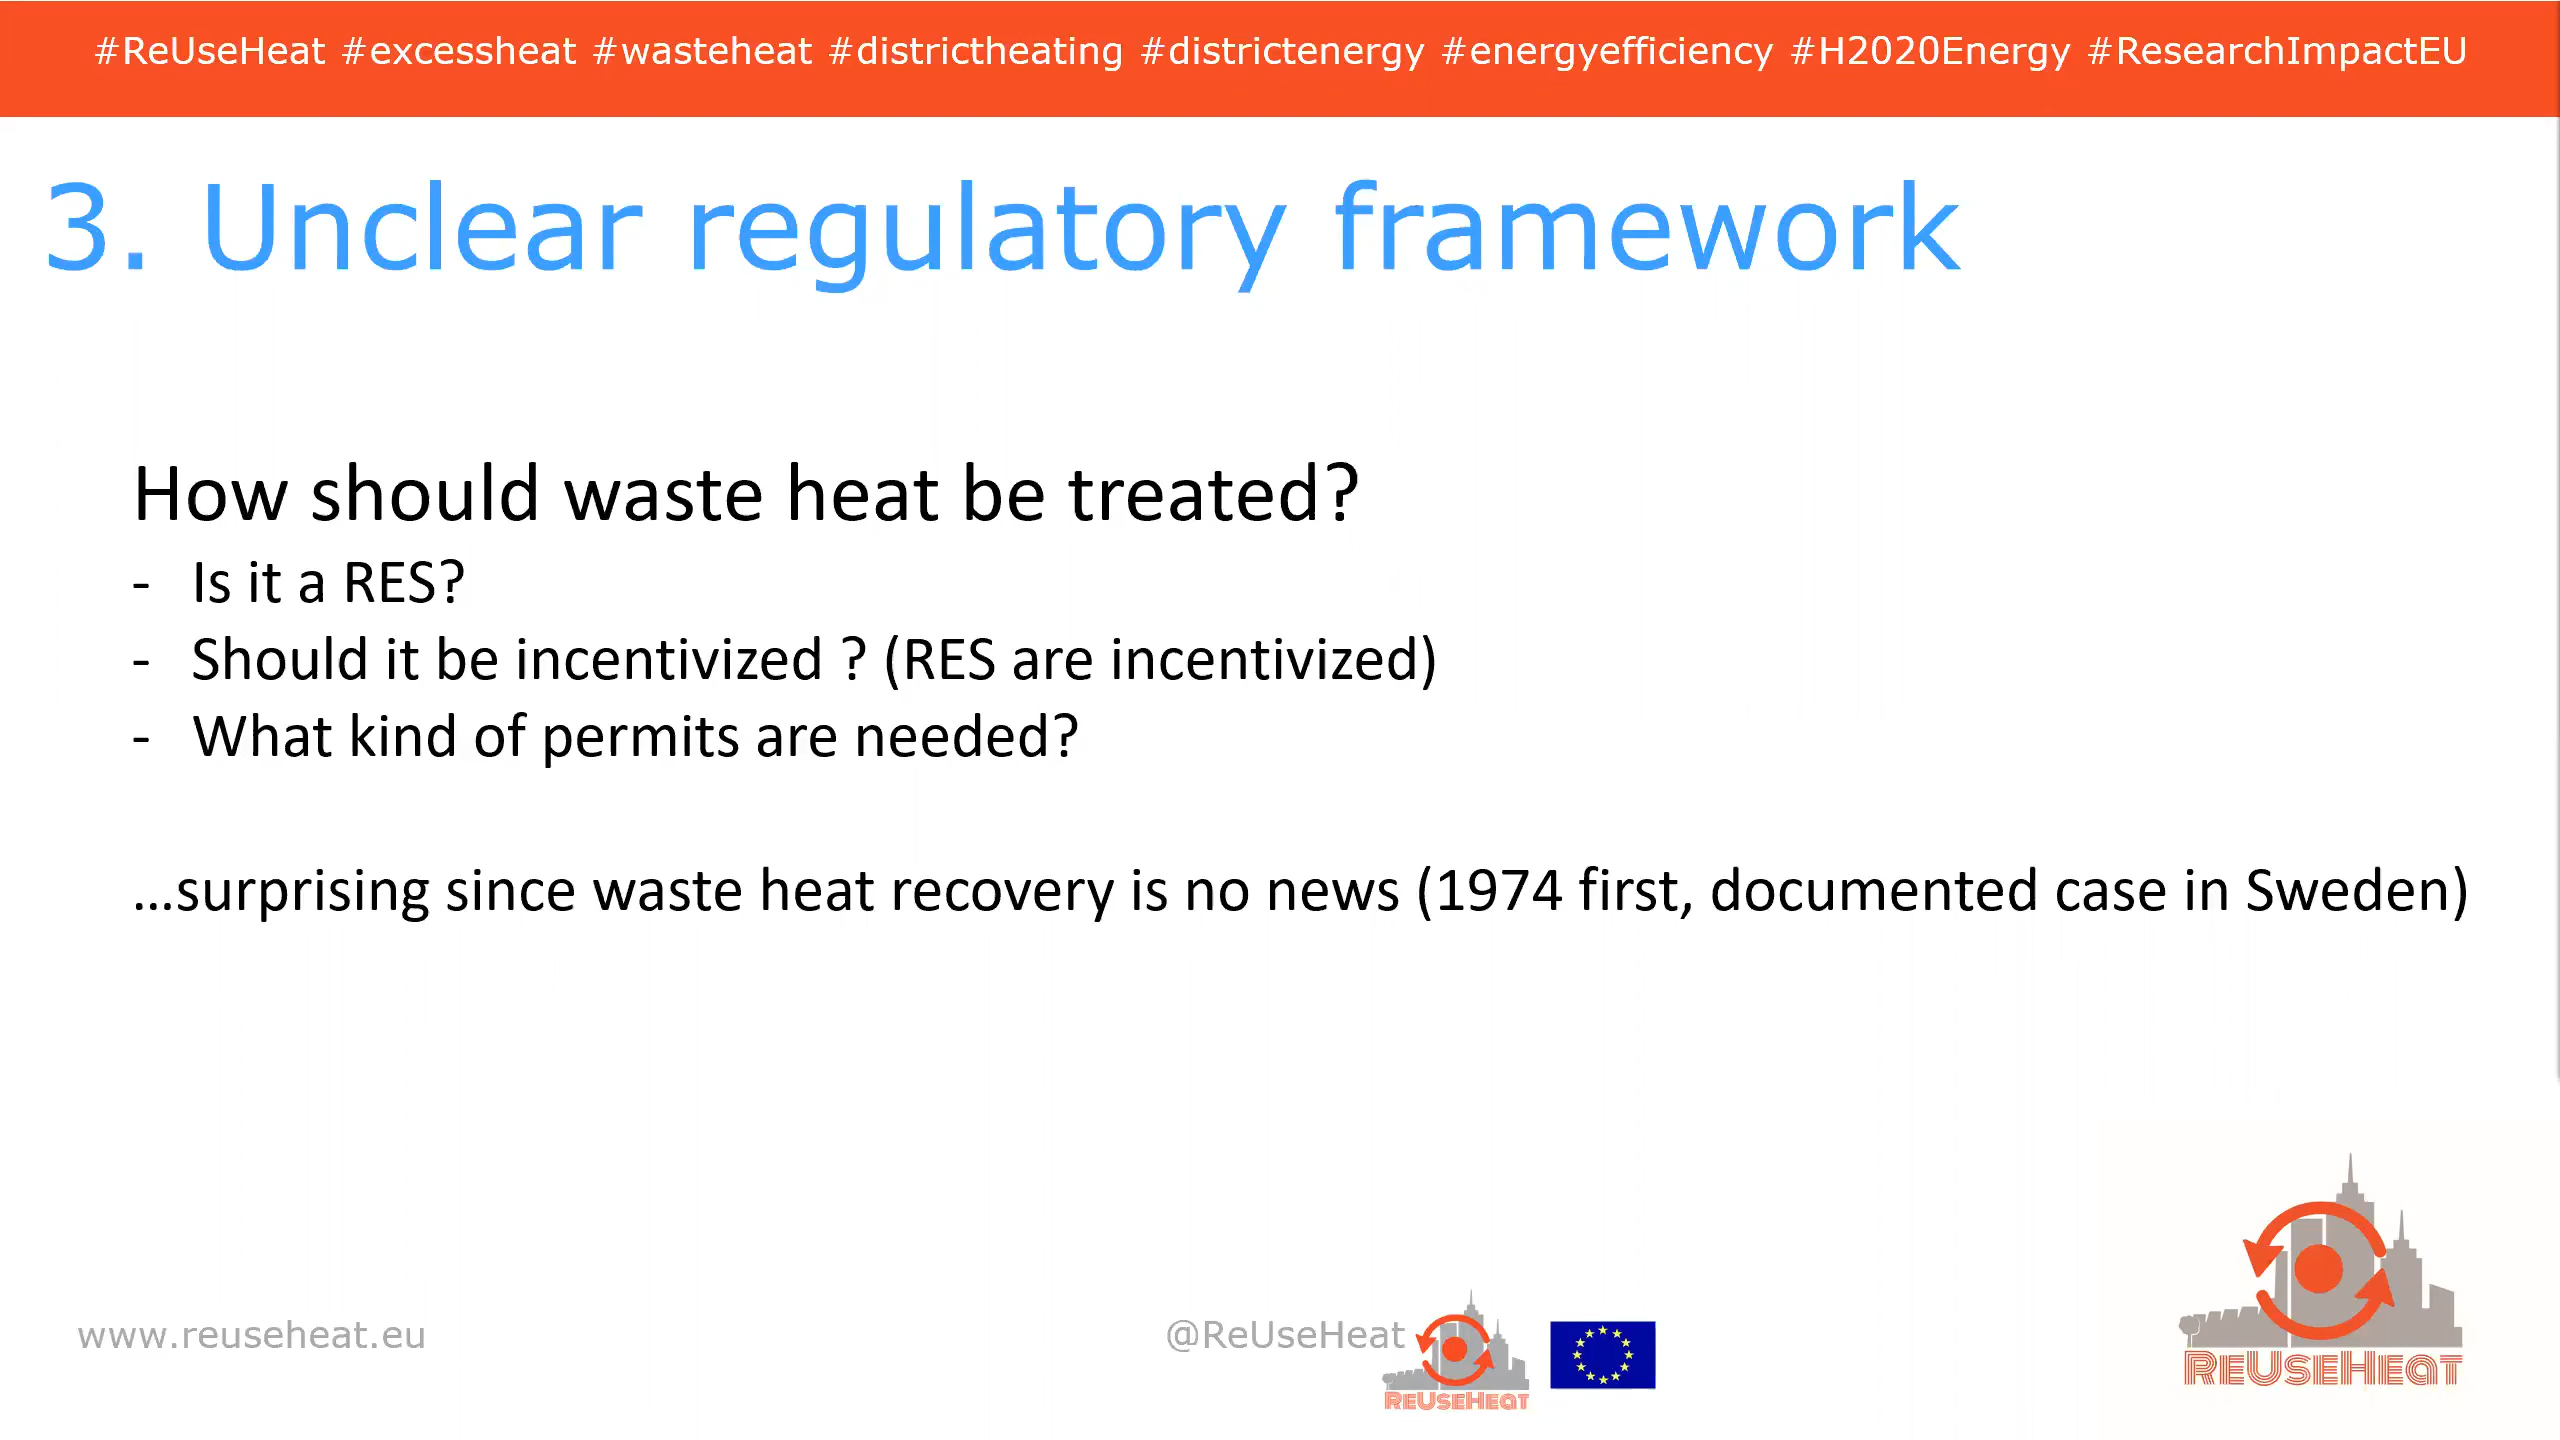 #ReUseHeat #excessheat #wasteheat #districtheating #districtenergy #energyefficiency #H2020Energy #ResearchImpactEU
3. Unclear regulatory framework
How should waste heat be treated?
- Is it a RES?
- Should it be incentivized ? (RES are incentivized)
- What kind of permits are needed?
...surprising since waste heat recovery is no news (1974 first, documented case in Sweden)
www.reuseheat.eu
@ReUseHeat
ReUseHeat
ReUseHeat